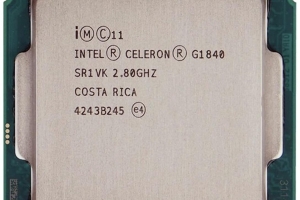 i Ⓜ Ⓒ 11
INTEL® CELERON® G1840
SR1VK 2.80GHZ
COSTA RICA
4243B245 e4